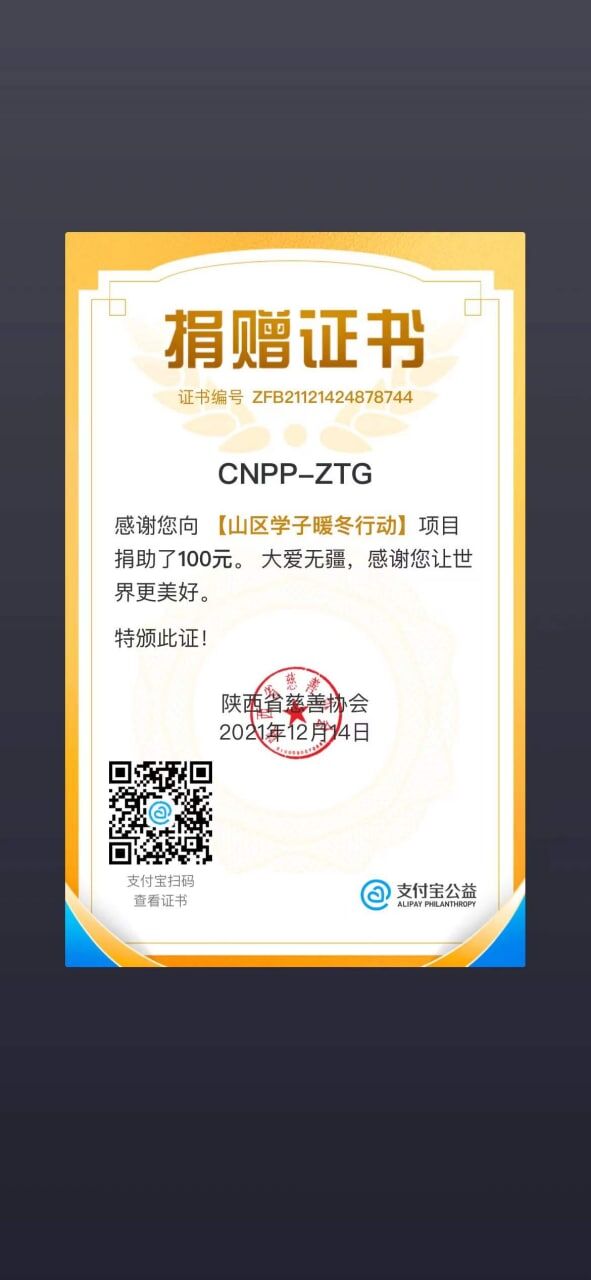 捐赠证书
证书编号 ZFB21121424878744
CNPP-ZTG
感谢您向 【山区学子暖冬行动】项目
捐助了100元。 大爱无疆，感谢您让世
界更美好。
特颁此证！
陕西省慈善协会
2021年12月14日
支付宝扫码
查看证书
支付宝公益
ALIPAY PHILANTHROPY